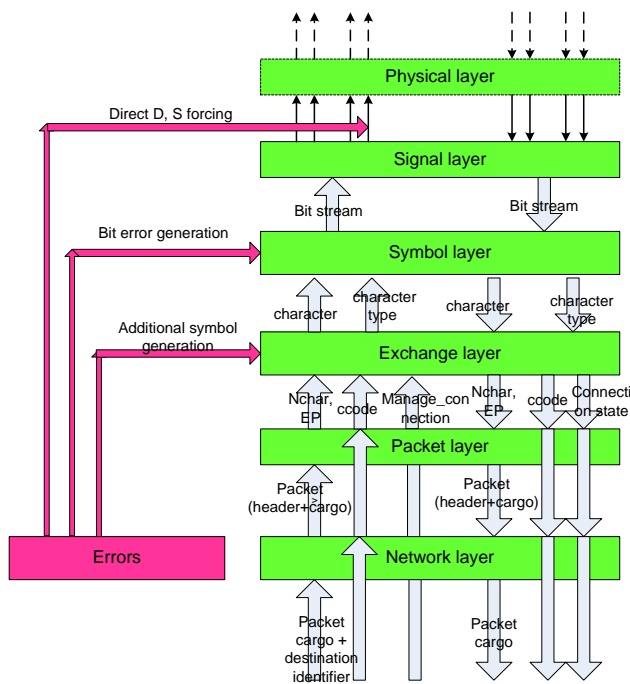 Physical layer
Direct D, S forcing
Signal layer
Bit stream
Bit stream
Bit error generation
Symbol layer
character
character
type
character
character
type
Additional symbol
generation
Exchange layer
Nchar,
EP
ccode
Manage_con
nection
Nchar,
EP
ccode
Connecti
on state
Packet layer
Packet
(header+cargo)
Packet
(header+cargo)
Errors
Network layer
Packet
cargo +
destination
identifier
Packet
cargo